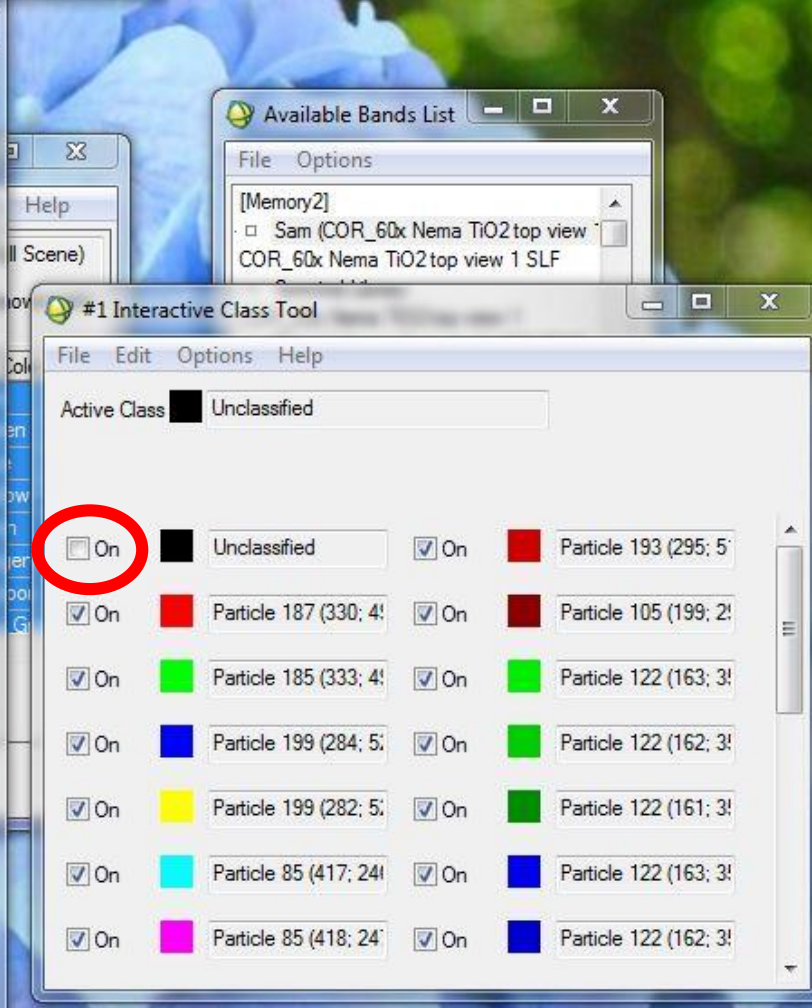 Available Bands List
File Options
[Memory2]
Sam (COR_60x Nema TiO2 top view 1
COR_60x Nema TiO2 top view 1 SLF
Help
Scene)
#1 Interactive Class Tool
File Edit Options Help
Active Class Unclassified
On Unclassified On Particle 193 (295; 5
On Particle 187 (330; 4 On Particle 105 (199; 2
On Particle 185 (333; 4 On Particle 122 (163; 3
On Particle 199 (284; 5 On Particle 122 (162; 3
On Particle 199 (282; 5 On Particle 122 (161; 3
On Particle 85 (417; 24 On Particle 122 (163; 3
On Particle 85 (418; 24 On Particle 122 (162; 3